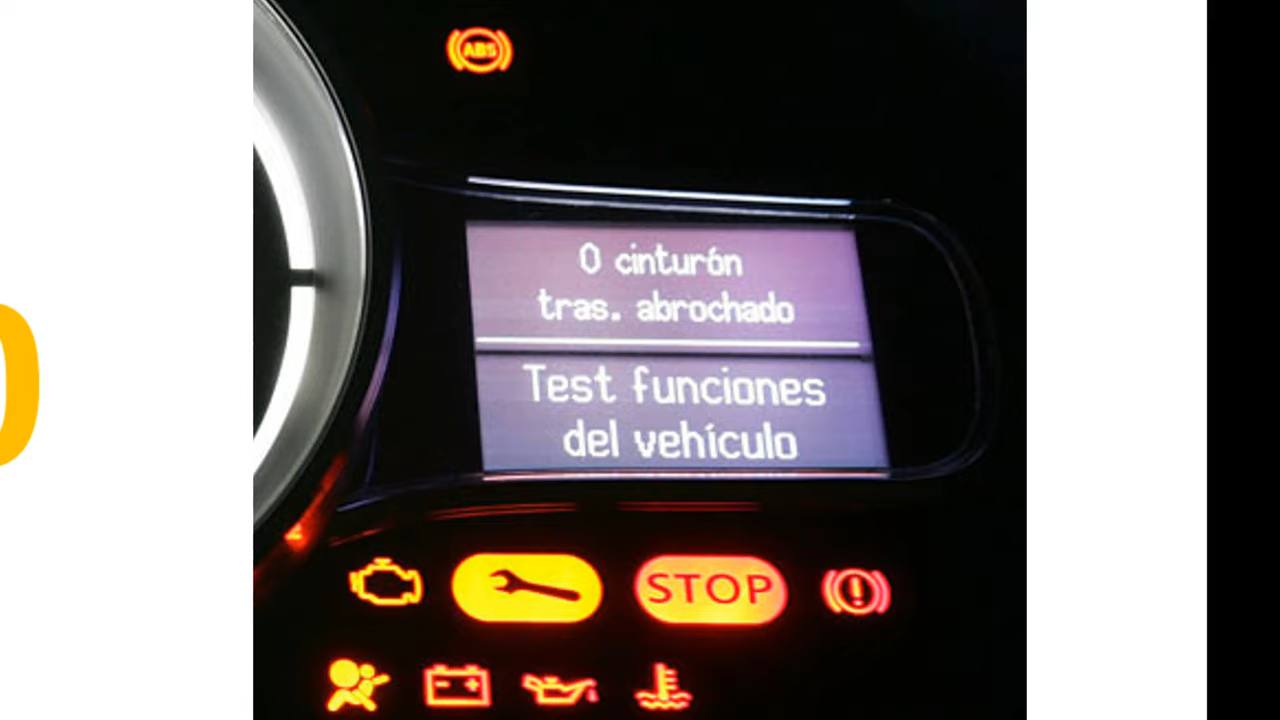 ABS
0 cinturón
tras. abrochado
Test funciones
del vehículo
STOP